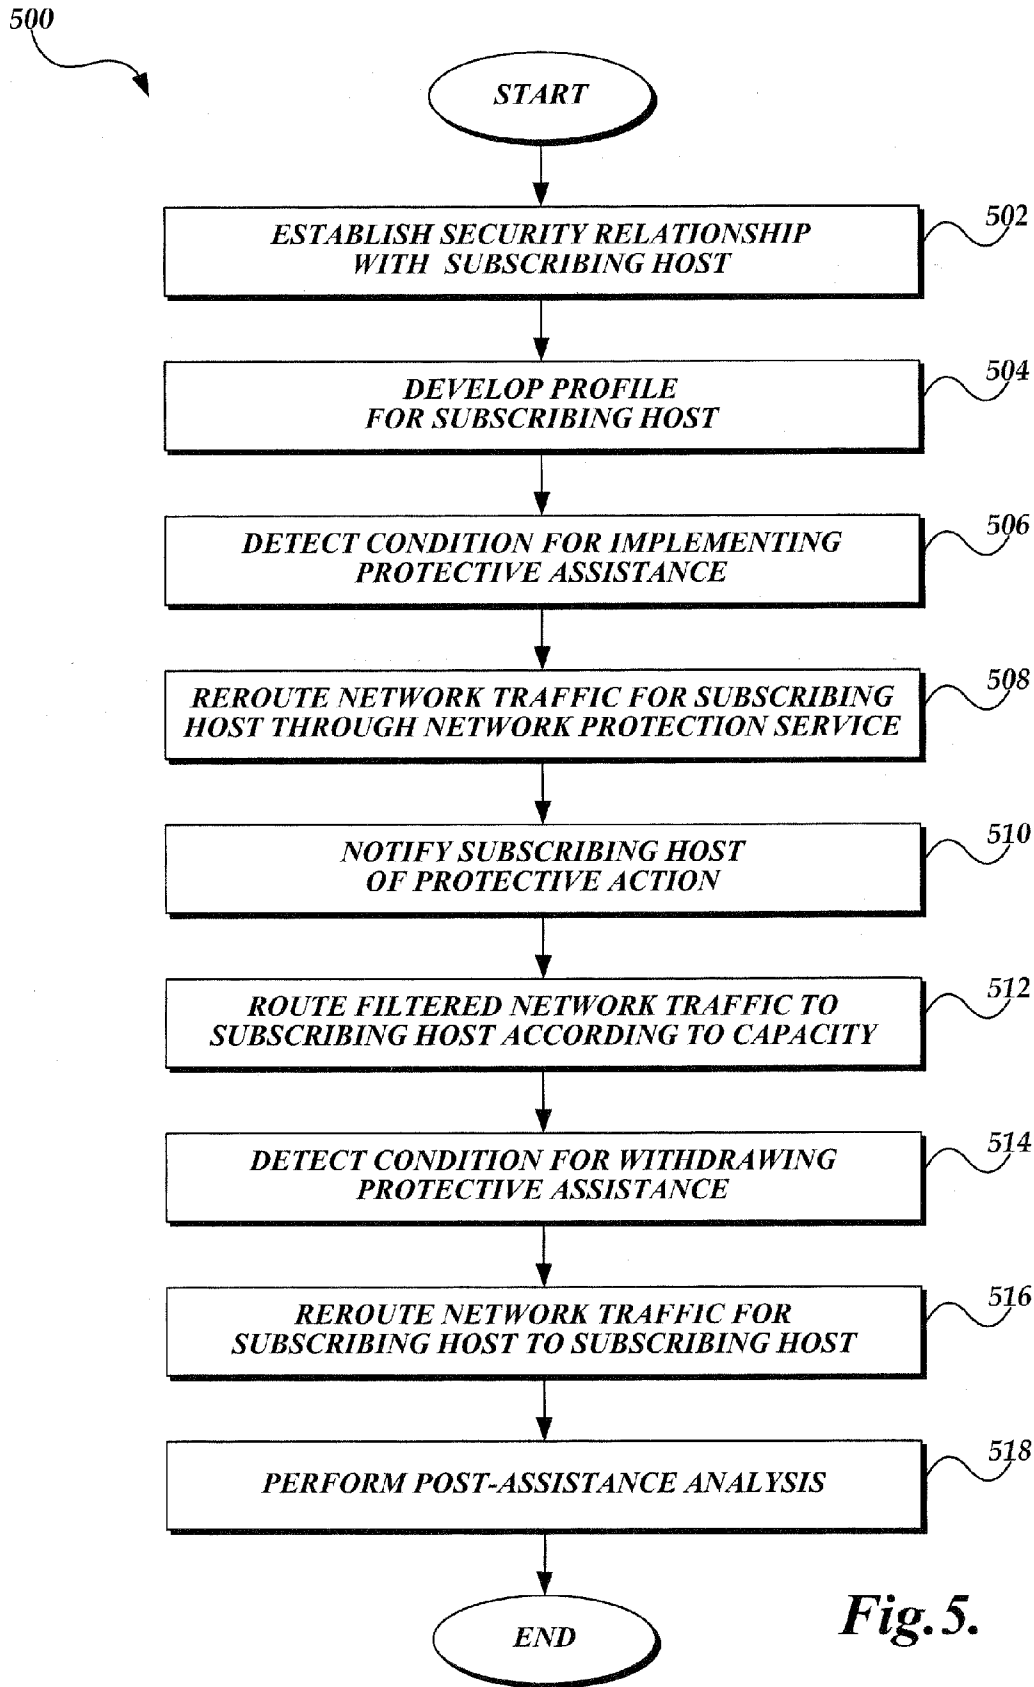 500
START
ESTABLISH SECURITY RELATIONSHIP
WITH SUBSCRIBING HOST
502
DEVELOP PROFILE
FOR SUBSCRIBING HOST
504
DETECT CONDITION FOR IMPLEMENTING
PROTECTIVE ASSISTANCE
506
REROUTE NETWORK TRAFFIC FOR SUBSCRIBING
HOST THROUGH NETWORK PROTECTION SERVICE
508
NOTIFY SUBSCRIBING HOST
OF PROTECTIVE ACTION
510
ROUTE FILTERED NETWORK TRAFFIC TO
SUBSCRIBING HOST ACCORDING TO CAPACITY
512
DETECT CONDITION FOR WITHDRAWING
PROTECTIVE ASSISTANCE
514
REROUTE NETWORK TRAFFIC FOR
SUBSCRIBING HOST TO SUBSCRIBING HOST
516
PERFORM POST-ASSISTANCE ANALYSIS
518
END
Fig.5.